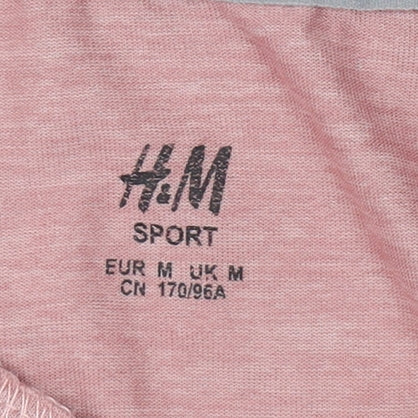 H&M
SPORT
EUR M UK M
CN 170/96A